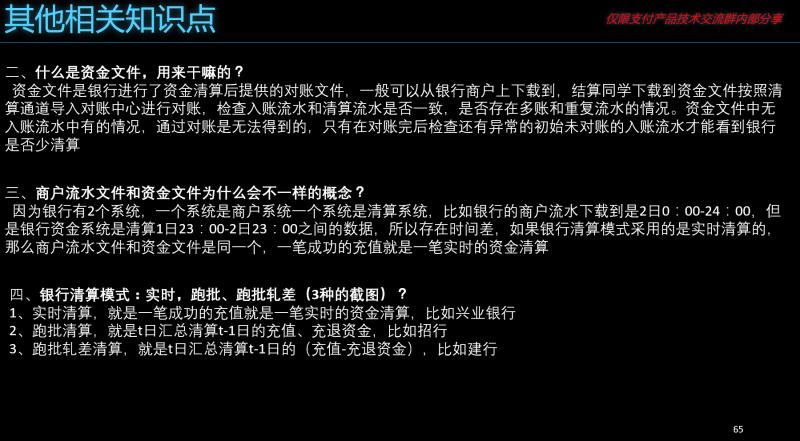 其他相关知识点
仅限支付产品技术交流群内部分享
二、什么是资金文件，用来干嘛的？
资金文件是银行进行了资金清算后提供的对账文件，一般可以从银行商户上下载到，结算同学下载到资金文件按照清
算通道导入对账中心进行对账，检查入账流水和清算流水是否一致，是否存在多账和重复流水的情况。资金文件中无
入账流水中有的情况，通过对账是无法得到的，只有在对账完后检查还有异常的初始未对账的入账流水才能看到银行
是否少清算
三、商户流水文件和资金文件为什么会不一样的概念？
因为银行有2个系统，一个系统是商户系统一个系统是清算系统，比如银行的商户流水下载到是2日0：00-24：00，但
是银行资金系统是清算1日23：00-2日23：00之间的数据，所以存在时间差，如果银行清算模式采用的是实时清算的，
那么商户流水文件和资金文件是同一个，一笔成功的充值就是一笔实时的资金清算
四、银行清算模式：实时，跑批、跑批轧差（3种的截图）？
1、实时清算，就是一笔成功的充值就是一笔实时的资金清算，比如兴业银行
2、跑批清算，就是t日汇总清算t-1日的充值、充退资金，比如招行
3、跑批轧差清算，就是t日汇总清算t-1日的（充值-充退资金），比如建行
65